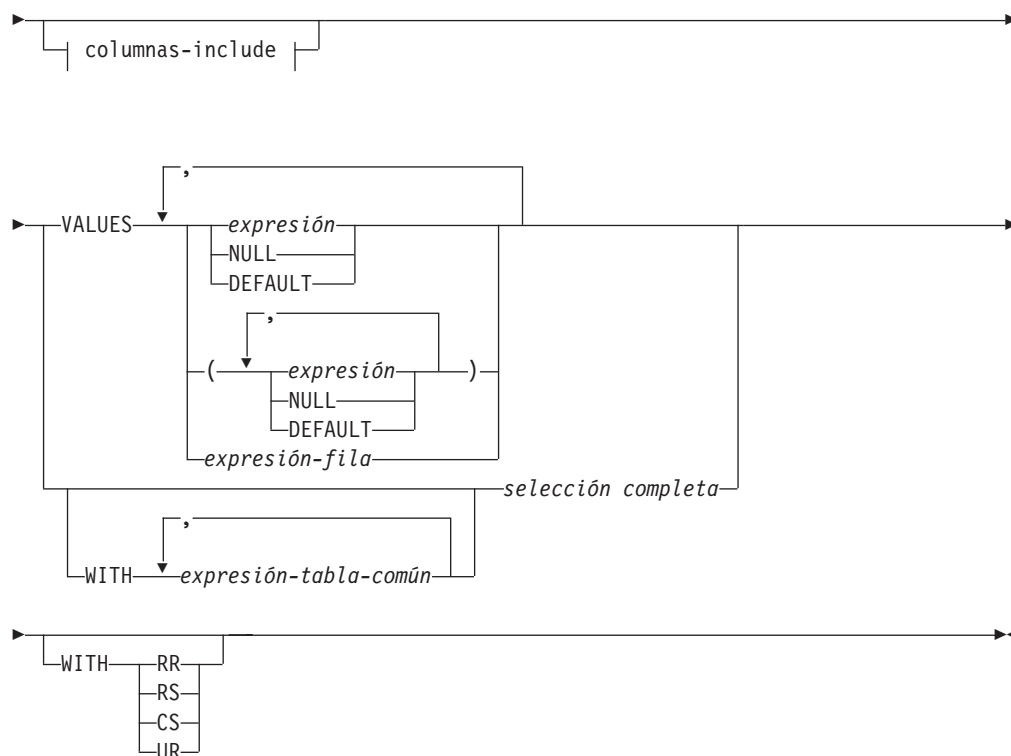 columnas-include
,
VALUES expresión
NULL
DEFAULT
,
( expresión )
NULL
DEFAULT
expresión-fila
selección completa
,
WITH expresión-tabla-común
WITH RR
RS
CS
UR